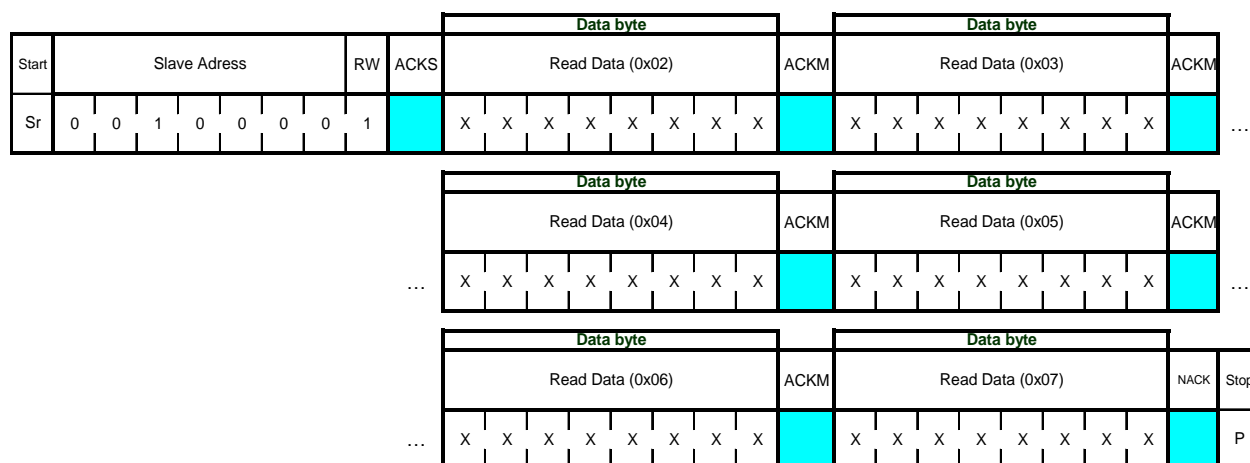 Data byte Data byte
Start Slave Adress RW ACKS Read Data (0x02) ACKM Read Data (0x03) ACKM
Sr 0 0 1 0 0 0 0 1 X X X X X X X X X X X X X X X X …
Data byte Data byte
Read Data (0x04) ACKM Read Data (0x05) ACKM
… X X X X X X X X X X X X X X X X …
Data byte Data byte
Read Data (0x06) ACKM Read Data (0x07) NACK Stop
… X X X X X X X X X X X X X X X X P